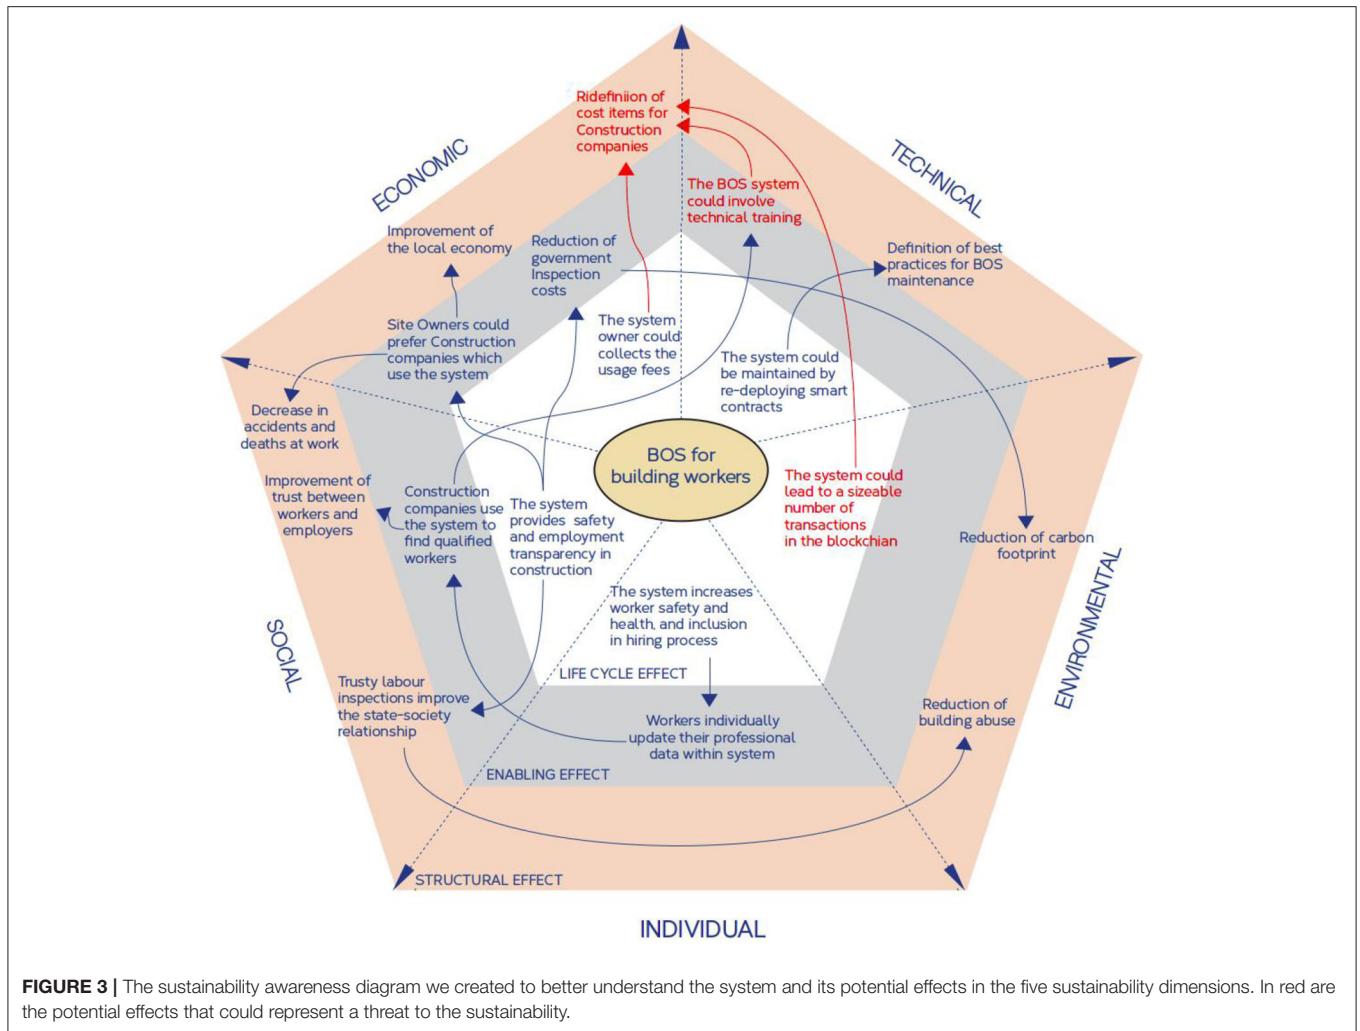 Ridefiniion of
cost items for
Construction
companies
ECONOMIC
TECHNICAL
The BOS system
could involve
technical training
Improvement of
the local economy
Reduction of
government
Inspection
costs
Definition of best
practices for BOS
maintenance
Site Owners could
prefer Construction
companies which
use the system
The system
owner could
collects the
usage fees
The system could
be maintained by
re-deploying smart
contracts
Decrease in
accidents and
deaths at work
BOS for
building workers
Improvement of
trust between
workers and
employers
Construction
companies use
the system to
find qualified
workers
The system
provides safety
and employment
transparency in
construction
The system could
lead to a sizeable
number of
transactions
in the blockchian
Reduction of carbon
footprint
The system increases
worker safety and
health, and inclusion
in hiring process
SOCIAL
ENVIRONMENTAL
LIFE CYCLE EFFECT
Trusty labour
inspections improve
the state-society
relationship
Workers individually
update their professional
data within system
Reduction of
building abuse
ENABLING EFFECT
STRUCTURAL EFFECT
INDIVIDUAL
FIGURE 3 | The sustainability awareness diagram we created to better understand the system and its potential effects in the five sustainability dimensions. In red are
the potential effects that could represent a threat to the sustainability.